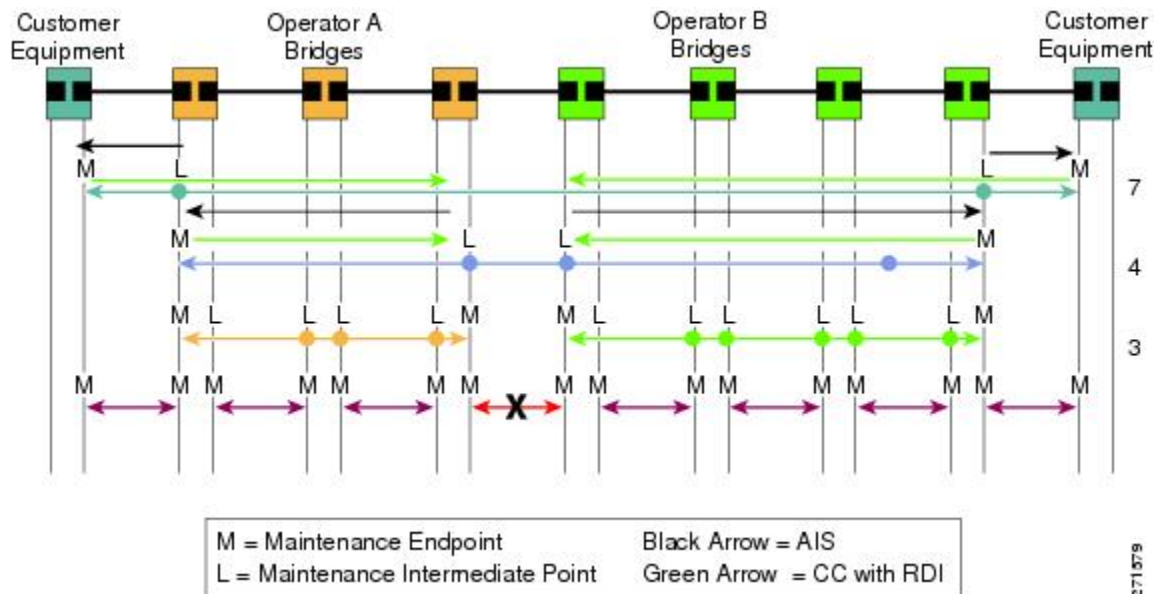 Customer Equipment
Operator A Bridges
Operator B Bridges
Customer Equipment
M L L M
7
M L L M
4
M L L L L M M L L L L L L M
3
M M M M M M M M M M M M M M M M
X
M = Maintenance Endpoint
L = Maintenance Intermediate Point
Black Arrow = AIS
Green Arrow = CC with RDI
271579